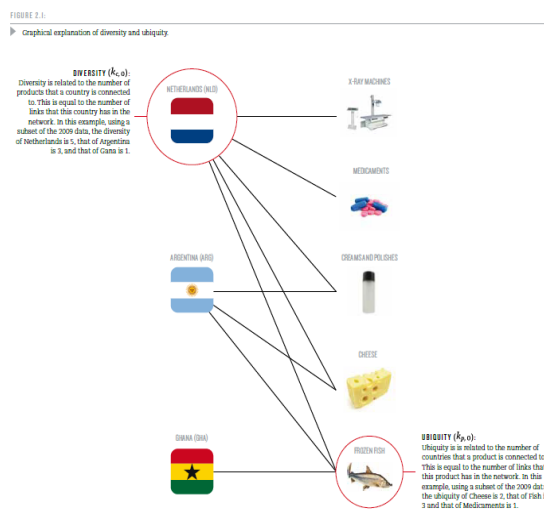 FIGURE 2.1:
Graphical explanation of diversity and ubiquity.
DIVERSITY (kc,0):
Diversity is related to the number of
products that a country is connected
to. This is equal to the number of
links that this country has in the
network. In this example, using a
subset of the 2009 data, the diversity
of Netherlands is 5, that of Argentina
is 3, and that of Gana is 1.
NETHERLANDS (NLD)
X-RAY MACHINES
MEDICAMENTS
ARGENTINA (ARG)
CREAMS AND POLISHES
CHEESE
GHANA (GHA)
FROZEN FISH
UBIQUITY (kp,0):
Ubiquity is is related to the number of
countries that a product is connected to
This is equal to the number of links that
this product has in the network. In this
example, using a subset of the 2009 dat
the ubiquity of Cheese is 2, that of Fish i
3 and that of Medicaments is 1.